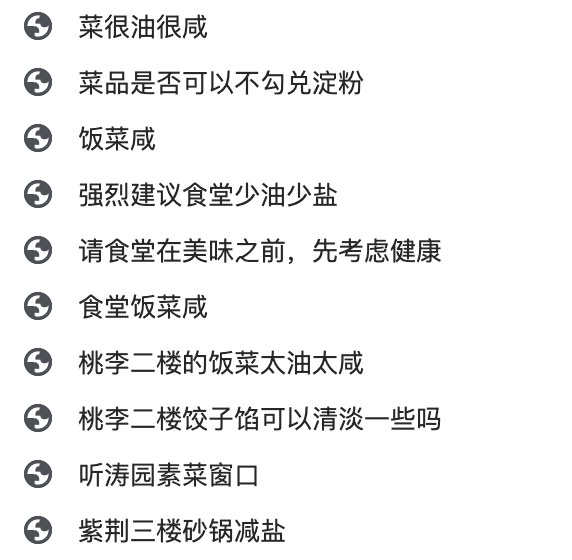 菜很油很咸
菜品是否可以不勾兑淀粉
饭菜咸
强烈建议食堂少油少盐
请食堂在美味之前，先考虑健康
食堂饭菜咸
桃李二楼的饭菜太油太咸
桃李二楼饺子馅可以清淡一些吗
听涛园素菜窗口
紫荆三楼砂锅减盐